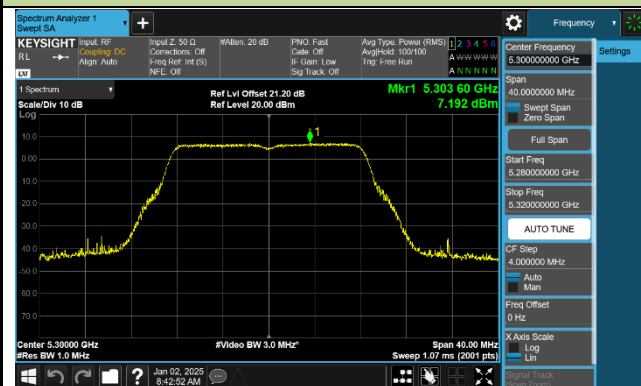 Spectrum Analyzer 1
Swept SA
+
Frequency
KEYSIGHT
RL
LXI
Input: RF
Coupling: DC
Align: Auto
Input Z: 50 Ω
Corrections: Off
Freq Ref: Int (S)
NFE: Off
#Atten: 20 dB
PNO: Fast
Gate: Off
IF Gain: Low
Sig Track: Off
Avg Type: Power (RMS)
Avg|Hold: 100/100
Trig: Free Run
1 2 3 4 5 6
A W W W W W
A N N N N N
1 Spectrum
Scale/Div 10 dB
Log
Ref Lvl Offset 21.20 dB
Ref Level 20.00 dBm
Mkr1 5.303 60 GHz
7.192 dBm
1
10.0
0.00
-10.0
-20.0
-30.0
-40.0
-50.0
-60.0
-70.0
Center 5.30000 GHz
#Res BW 1.0 MHz
#Video BW 3.0 MHz*
Span 40.00 MHz
Sweep 1.07 ms (2001 pts)
Center Frequency
5.300000000 GHz
Settings
Span
40.0000000 MHz
Swept Span
Zero Span
Full Span
Start Freq
5.280000000 GHz
Stop Freq
5.320000000 GHz
AUTO TUNE
CF Step
4.000000 MHz
Auto
Man
Freq Offset
0 Hz
X Axis Scale
Log
Lin
Signal Track
(Span Zoom)
?
Jan 02, 2025
8:42:52 AM